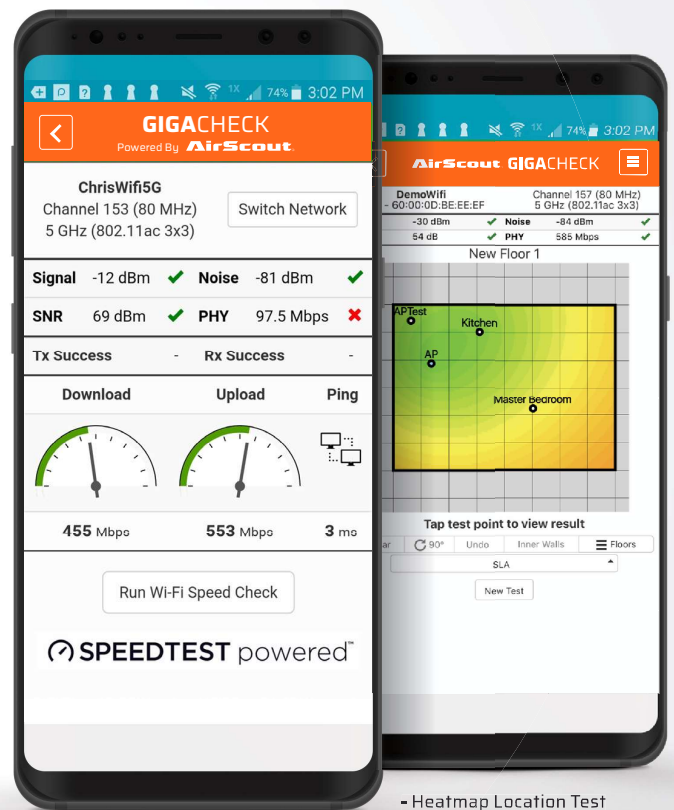 1X 74% 3:02 PM
GIGACHECK
Powered By AirScout.
ChrisWifi5G
Channel 153 (80 MHz)
5 GHz (802.11ac 3x3)
Switch Network
Signal -12 dBm Noise -81 dBm
SNR 69 dBm PHY 97.5 Mbps
Tx Success - Rx Success -
Download Upload Ping
455 Mbps 553 Mbps 3 ms
Run Wi-Fi Speed Check
SPEEDTEST powered™
1X 74% 3:02 PM
AirScout GIGACHECK
DemoWifi
- 60:00:0D:BE:EE:EF
Channel 157 (80 MHz)
5 GHz (802.11ac 3x3)
-30 dBm Noise -84 dBm
54 dB PHY 585 Mbps
New Floor 1
APTest
Kitchen
AP
Master Bedroom
Tap test point to view result
ar 90° Undo Inner Walls Floors
SLA
New Test
- Heatmap Location Test